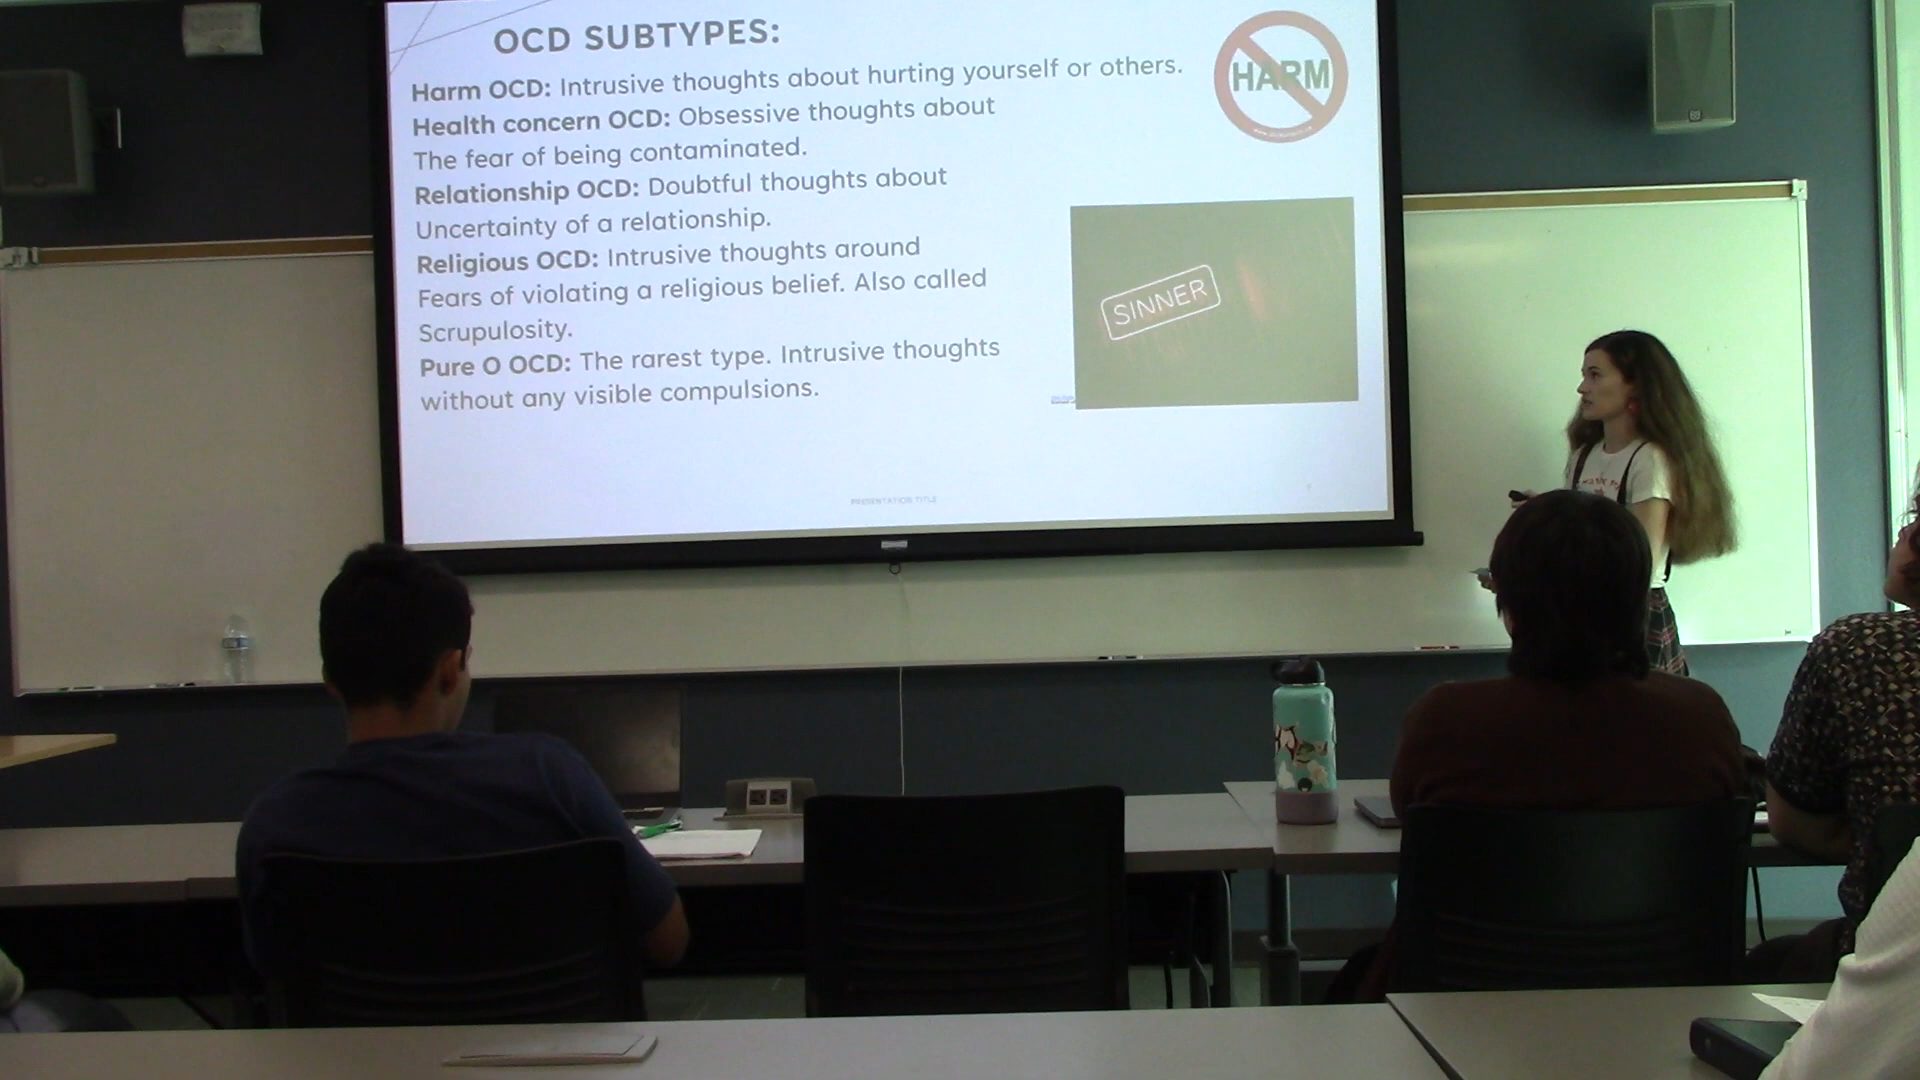 OCD SUBTYPES:
Harm OCD: Intrusive thoughts about hurting yourself or others.
Health concern OCD: Obsessive thoughts about
The fear of being contaminated.
Relationship OCD: Doubtful thoughts about
Uncertainty of a relationship.
Religious OCD: Intrusive thoughts around
Fears of violating a religious belief. Also called
Scrupulosity.
Pure O OCD: The rarest type. Intrusive thoughts
without any visible compulsions.
HARM
SINNER
PRESENTATION TITLE